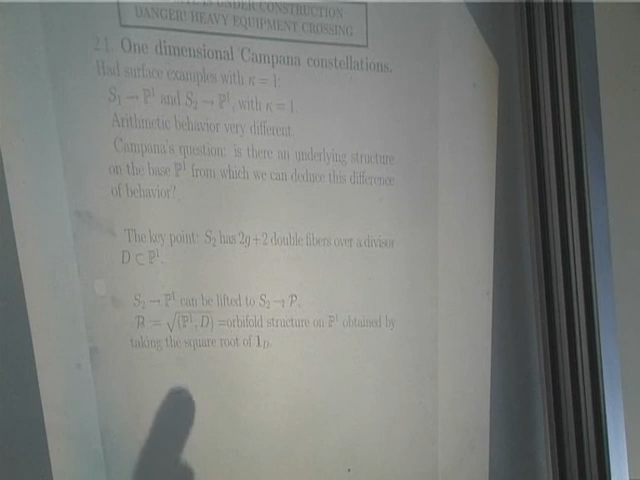 IS UNDER CONSTRUCTION
DANGER! HEAVY EQUIPMENT CROSSING
2.1. One dimensional Campana constellations.
Had surface examples with κ = 1:
S₁ → ℙ¹ and S₂ → ℙ¹, with κ = 1.
Arithmetic behavior very different.
Campana's question: is there an underlying structure
on the base ℙ¹ from which we can deduce this difference
of behavior?
The key point: S₂ has 2g+2 double fibers over a divisor
D ⊂ ℙ¹.
S₂ → ℙ¹ can be lifted to S₂ → 𝒫.
𝒫 = √(ℙ¹, D) =orbifold structure on ℙ¹ obtained by
taking the square root of 1_D.